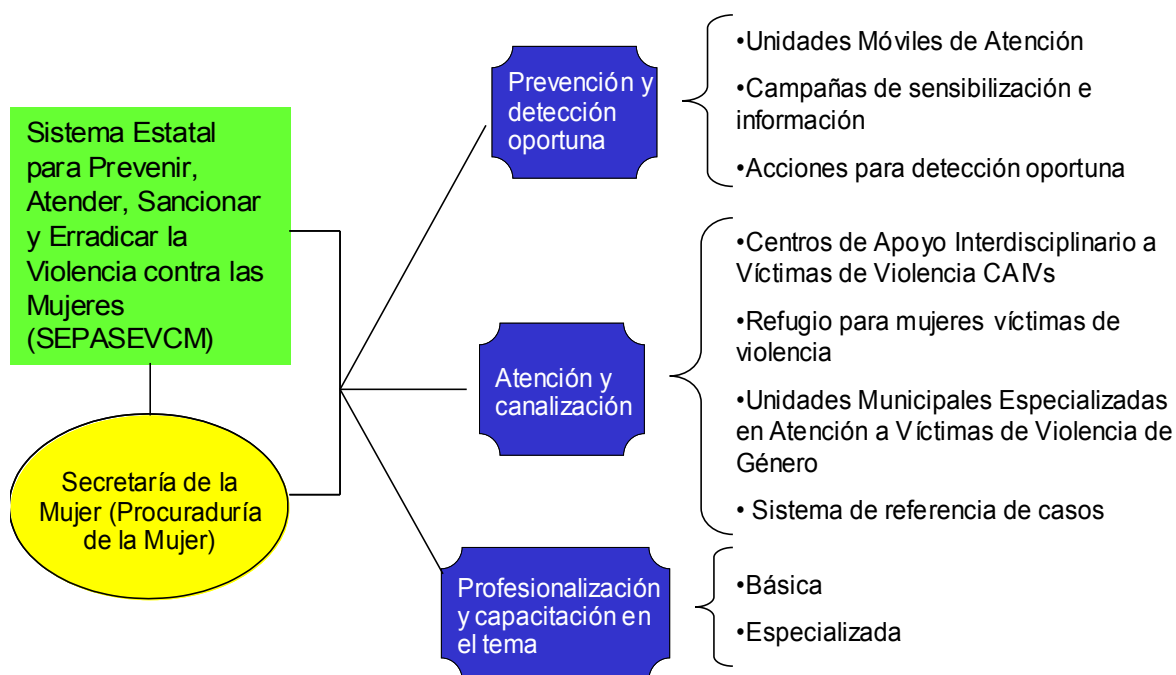 Sistema Estatal
para Prevenir,
Atender, Sancionar
y Erradicar la
Violencia contra las
Mujeres
(SEPASEVCM)
Secretaría de la
Mujer (Procuraduría
de la Mujer)
Prevención y
detección
oportuna
•Unidades Móviles de Atención
•Campañas de sensibilización e
información
•Acciones para detección oportuna
Atención y
canalización
•Centros de Apoyo Interdisciplinario a
Víctimas de Violencia CAIVs
•Refugio para mujeres víctimas de
violencia
•Unidades Municipales Especializadas
en Atención a Víctimas de Violencia de
Género
• Sistema de referencia de casos
Profesionalización
y capacitación en
el tema
•Básica
•Especializada